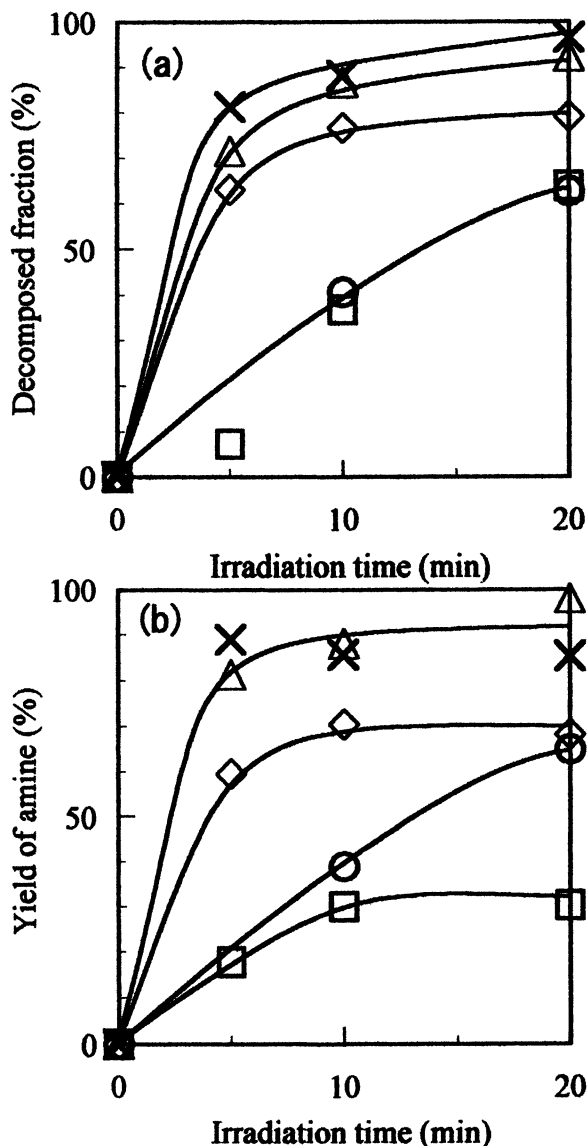 100
(a)
Decomposed fraction (%)
50
0
0
10
20
Irradiation time (min)
100
(b)
Yield of amine (%)
50
0
0
10
20
Irradiation time (min)